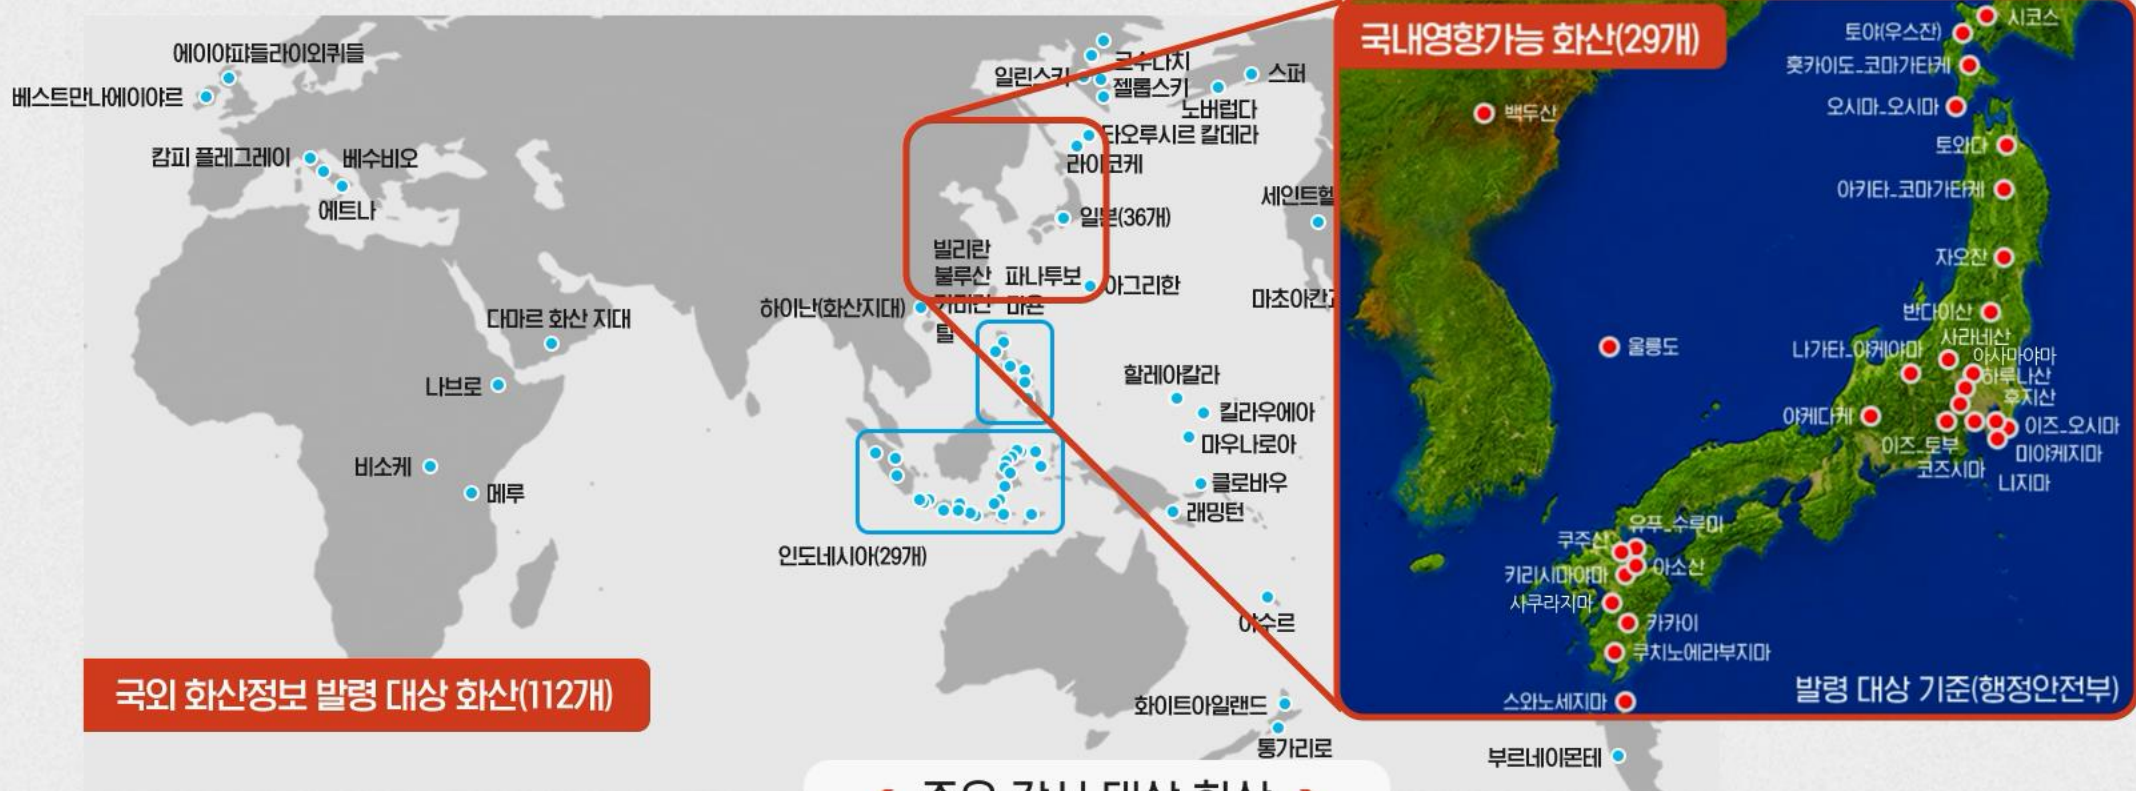 에이야퍄들라이외퀴들
베스트만나에이야르
캄피 플레그레이
베수비오
에트나
다마르 화산 지대
나브로
비소케
메루
일린스키
젤롭스키
스퍼
노버럽다
타오루시르 칼데라
라이코케
일본(36개)
세인트헬
빌리란
불루산
파나투보
아그리한
하이난(화산지대)
마욘
탈
마초아칸
할레아칼라
킬라우에아
마우나로아
클로바우
래밍턴
인도네시아(29개)
야수르
화이트아일랜드
통가리로
부르네이몬테
국외 화산정보 발령 대상 화산(112개)
국내영향가능 화산(29개)
시코스
토야(우스잔)
홋카이도_코마가타케
오시마_오시마
백두산
토와다
아키타_코마가타케
자오잔
반다이산
사라네산
나가타_야케야마
아사마야마
하루나산
후지산
울릉도
야케다케
이즈_오시마
이즈_토부
미야케지마
코즈시마
니지마
유푸_수루미
쿠주산
아소산
키리시마야마
사쿠라지마
카카이
쿠치노에라부지마
스와노세지마
발령 대상 기준(행정안전부)